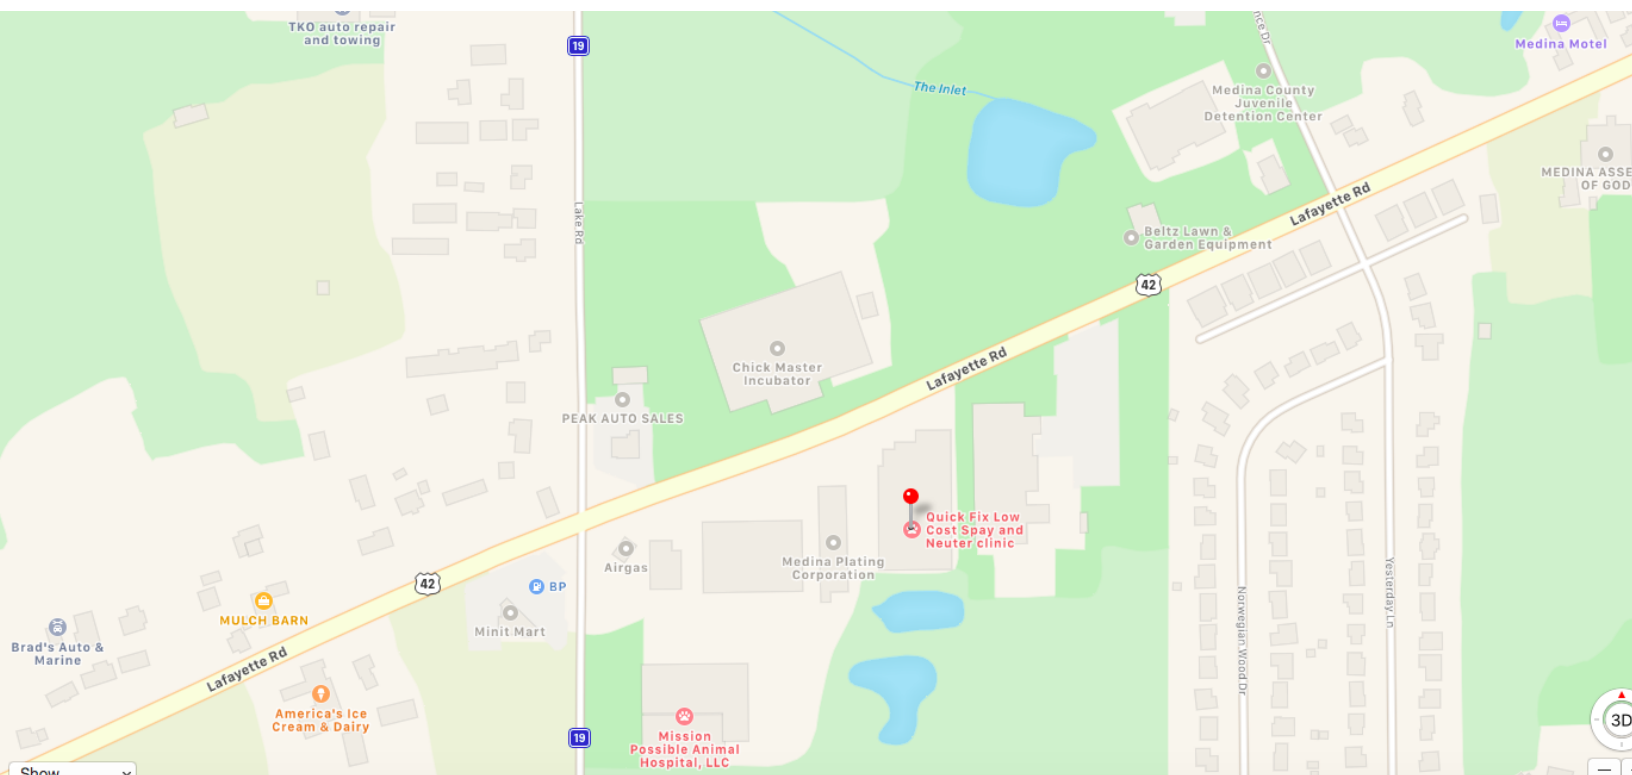 TKO auto repair
and towing
19
Medina Motel
The Inlet
Medina County
Juvenile
Detention Center
MEDINA ASSE
OF GOD
Lafayette Rd
Lake Rd
Beltz Lawn &
Garden Equipment
42
Lafayette Rd
Chick Master
Incubator
PEAK AUTO SALES
Quick Fix Low
Cost Spay and
Neuter clinic
Medina Plating
Corporation
Airgas
42
BP
MULCH BARN
Minit Mart
Brad's Auto &
Marine
Lafayette Rd
Norwegian Wood Dr
Yesterday Ln
America's Ice
Cream & Dairy
19
Mission
Possible Animal
Hospital, LLC
3D
Show